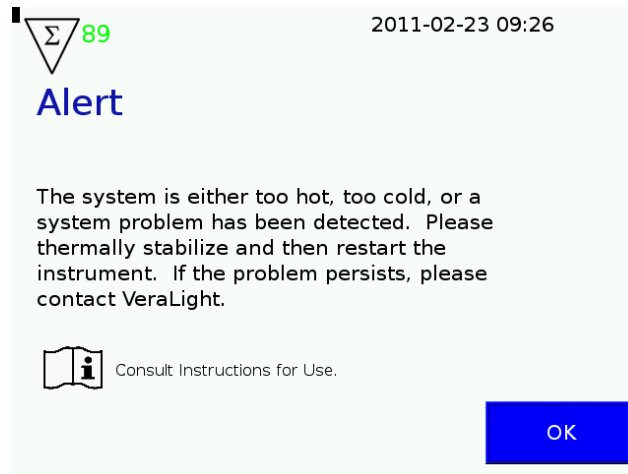 Σ 89
2011-02-23 09:26
Alert
The system is either too hot, too cold, or a
system problem has been detected.  Please
thermally stabilize and then restart the
instrument.  If the problem persists, please
contact VeraLight.
i Consult Instructions for Use.
OK